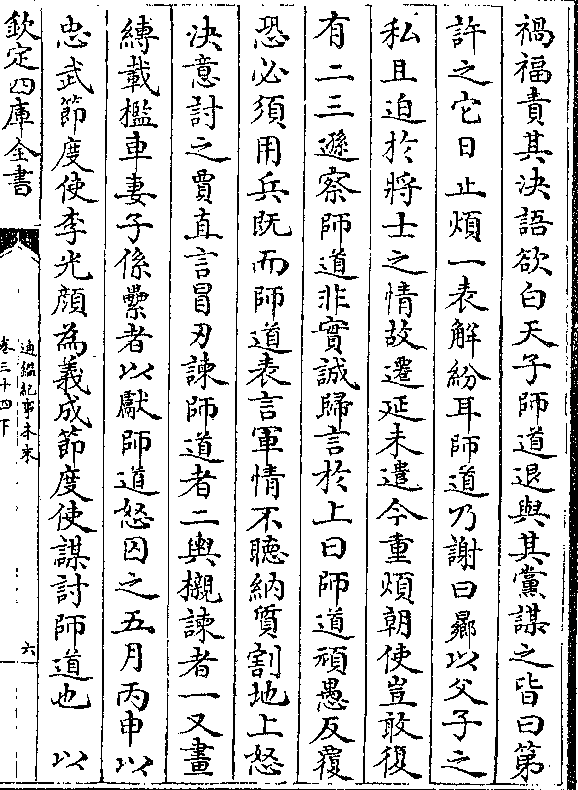 禍福責其決語欲白天子師道退與其黨謀之皆曰第
許之它日止煩一表解紛耳師道乃謝曰曏以父子之
私且迫於將士之情故遷延未遣今重煩朝使豈敢復
有二三遜察師道非實誠歸言於上曰師道頑愚反覆
恐必須用兵既而師道表言軍情不聽納質割地上怒
决意討之賈直言冒刃諫師道者二輿櫬諫者一又畫
縛載檻車妻子係纍者以獻師道怒囚之五月丙申以
忠武節度使李光顔為義成節度使謀討師道也　以
欽定四庫全書
通鑑紀事本末
卷三十四下
六